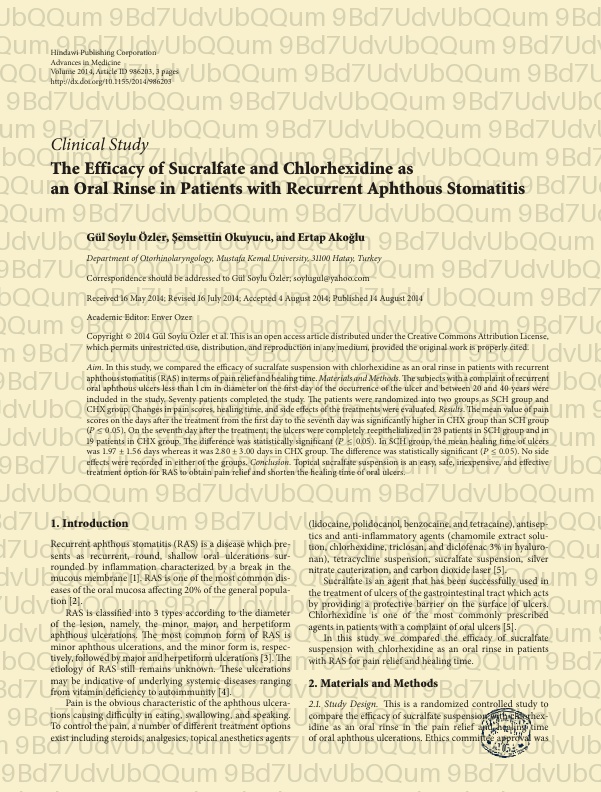 Hindawi Publishing Corporation
Advances in Medicine
Volume 2014, Article ID 986203, 3 pages
http://dx.doi.org/10.1155/2014/986203
Clinical Study
The Efficacy of Sucralfate and Chlorhexidine as
an Oral Rinse in Patients with Recurrent Aphthous Stomatitis
Gül Soylu Özler, Şemsettin Okuyucu, and Ertap Akoğlu
Department of Otorhinolaryngology, Mustafa Kemal University, 31100 Hatay, Turkey
Correspondence should be addressed to Gül Soylu Özler; soylugul@yahoo.com
Received 16 May 2014; Revised 16 July 2014; Accepted 4 August 2014; Published 14 August 2014
Academic Editor: Enver Ozer
Copyright © 2014 Gül Soylu Özler et al. This is an open access article distributed under the Creative Commons Attribution License,
which permits unrestricted use, distribution, and reproduction in any medium, provided the original work is properly cited.
Aim. In this study, we compared the efficacy of sucralfate suspension with chlorhexidine as an oral rinse in patients with recurrent
aphthous stomatitis (RAS) in terms of pain relief and healing time. Materials and Methods. The subjects with a complaint of recurrent
oral aphthous ulcers less than 1 cm in diameter on the first day of the occurrence of the ulcer and between 20 and 40 years were
included in the study. Seventy patients completed the study. The patients were randomized into two groups as SCH group and
CHX group. Changes in pain scores, healing time, and side effects of the treatments were evaluated. Results. The mean value of pain
scores on the days after the treatment from the first day to the seventh day was significantly higher in CHX group than SCH group
(P ≤ 0.05). On the seventh day after the treatment, the ulcers were completely reepithelialized in 23 patients in SCH group and in
19 patients in CHX group. The difference was statistically significant (P ≤ 0.05). In SCH group, the mean healing time of ulcers
was 1.97 ± 1.56 days whereas it was 2.80 ± 3.00 days in CHX group. The difference was statistically significant (P ≤ 0.05). No side
effects were recorded in either of the groups. Conclusion. Topical sucralfate suspension is an easy, safe, inexpensive, and effective
treatment option for RAS to obtain pain relief and shorten the healing time of oral ulcers.
1. Introduction
Recurrent aphthous stomatitis (RAS) is a disease which pre-
sents as recurrent, round, shallow oral ulcerations sur-
rounded by inflammation characterized by a break in the
mucous membrane [1]. RAS is one of the most common dis-
eases of the oral mucosa affecting 20% of the general popula-
tion [2].
RAS is classified into 3 types according to the diameter
of the lesion, namely, the minor, major, and herpetiform
aphthous ulcerations. The most common form of RAS is
minor aphthous ulcerations, and the minor form is, respec-
tively, followed by major and herpetiform ulcerations [3]. The
etiology of RAS still remains unknown. These ulcerations
may be indicative of underlying systemic diseases ranging
from vitamin deficiency to autoimmunity [4].
Pain is the obvious characteristic of the aphthous ulcera-
tions causing difficulty in eating, swallowing, and speaking.
To control the pain, a number of different treatment options
exist including steroids, analgesics, topical anesthetics agents
(lidocaine, polidocanol, benzocaine, and tetracaine), antisep-
tics and anti-inflammatory agents (chamomile extract solu-
tion, chlorhexidine, triclosan, and diclofenac 3% in hyaluro-
nan), tetracycline suspension, sucralfate suspension, silver
nitrate cauterization, and carbon dioxide laser [5].
Sucralfate is an agent that has been successfully used in
the treatment of ulcers of the gastrointestinal tract which acts
by providing a protective barrier on the surface of ulcers.
Chlorhexidine is one of the most commonly prescribed
agents in patients with a complaint of oral ulcers [5].
In this study we compared the efficacy of sucralfate
suspension with chlorhexidine as an oral rinse in patients
with RAS for pain relief and healing time.
2. Materials and Methods
2.1. Study Design. This is a randomized controlled study to
compare the efficacy of sucralfate suspension with chlorhex-
idine as an oral rinse in the pain relief and healing time
of oral aphthous ulcerations. Ethics committee approval was